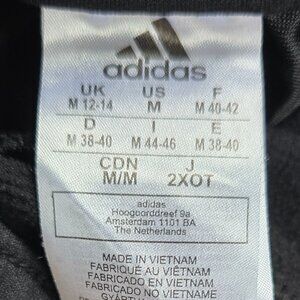 adidas
UK US F
M 12-14 M M 40-42
D I E
M 38-40 M 44-46 M 38-40
CDN J
M/M 2XOT
adidas
Hoogoorddreef 9a
Amsterdam 1101 BA
The Netherlands
MADE IN VIETNAM
FABRIQUÉ AU VIETNAM
FABRICADO EN VIETNAM
FABRICADO NO VIETNAME